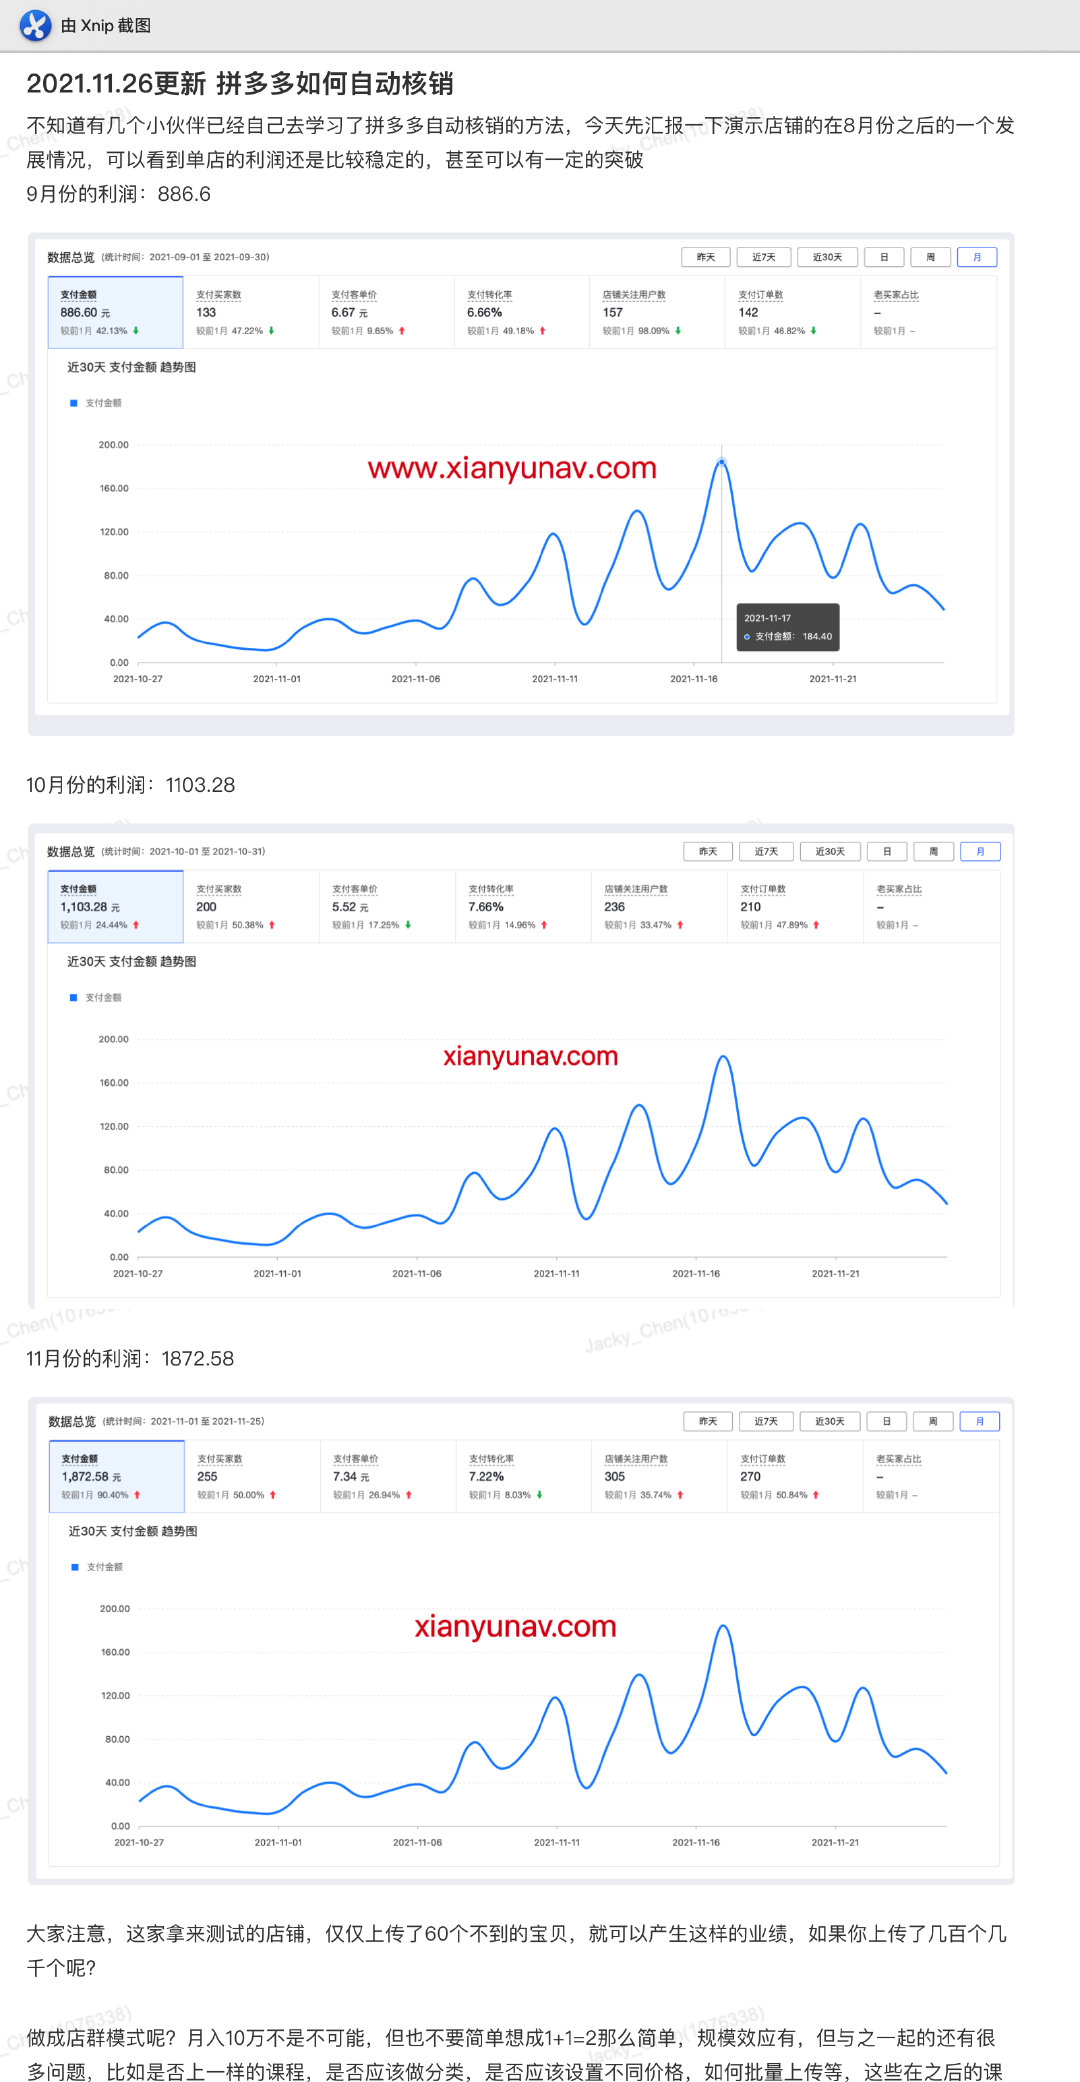 由 Xnip 截图
2021.11.26更新 拼多多如何自动核销
不知道有几个小伙伴已经自己去学习了拼多多自动核销的方法，今天先汇报一下演示店铺的在8月份之后的一个发
展情况，可以看到单店的利润还是比较稳定的，甚至可以有一定的突破
9月份的利润：886.6
数据总览 (统计时间：2021-09-01 至 2021-09-30) 昨天 近7天 近30天 日 周 月
支付金额 支付买家数 支付客单价 支付转化率 店铺关注用户数 支付订单数 老买家占比
886.60 元 133 6.67 元 6.66% 157 142 –
较前1月 42.13% 较前1月 47.22% 较前1月 9.65% 较前1月 49.18% 较前1月 98.09% 较前1月 46.82% 较前1月 –
近30天 支付金额 趋势图
支付金额
200.00
www.xianyunav.com
160.00
120.00
80.00
40.00
2021-11-17
支付金额： 184.40
0.00
2021-10-27 2021-11-01 2021-11-06 2021-11-11 2021-11-16 2021-11-21
10月份的利润：1103.28
数据总览 (统计时间：2021-10-01 至 2021-10-31) 昨天 近7天 近30天 日 周 月
支付金额 支付买家数 支付客单价 支付转化率 店铺关注用户数 支付订单数 老买家占比
1,103.28 元 200 5.52 元 7.66% 236 210 –
较前1月 24.44% 较前1月 50.38% 较前1月 17.25% 较前1月 14.96% 较前1月 33.47% 较前1月 47.89% 较前1月 –
近30天 支付金额 趋势图
支付金额
200.00
xianyunav.com
160.00
120.00
80.00
40.00
0.00
2021-10-27 2021-11-01 2021-11-06 2021-11-11 2021-11-16 2021-11-21
Jacky_Chen(1076338)
11月份的利润：1872.58
数据总览 (统计时间：2021-11-01 至 2021-11-25) 昨天 近7天 近30天 日 周 月
支付金额 支付买家数 支付客单价 支付转化率 店铺关注用户数 支付订单数 老买家占比
1,872.58 元 255 7.34 元 7.22% 305 270 –
较前1月 90.40% 较前1月 50.00% 较前1月 26.94% 较前1月 8.03% 较前1月 35.74% 较前1月 50.84% 较前1月 –
近30天 支付金额 趋势图
支付金额
200.00
xianyunav.com
160.00
120.00
80.00
40.00
0.00
2021-10-27 2021-11-01 2021-11-06 2021-11-11 2021-11-16 2021-11-21
大家注意，这家拿来测试的店铺，仅仅上传了60个不到的宝贝，就可以产生这样的业绩，如果你上传了几百个几
千个呢？
做成店群模式呢？月入10万不是不可能，但也不要简单想成1+1=2那么简单，规模效应有，但与之一起的还有很
多问题，比如是否上一样的课程，是否应该做分类，是否应该设置不同价格，如何批量上传等，这些在之后的课